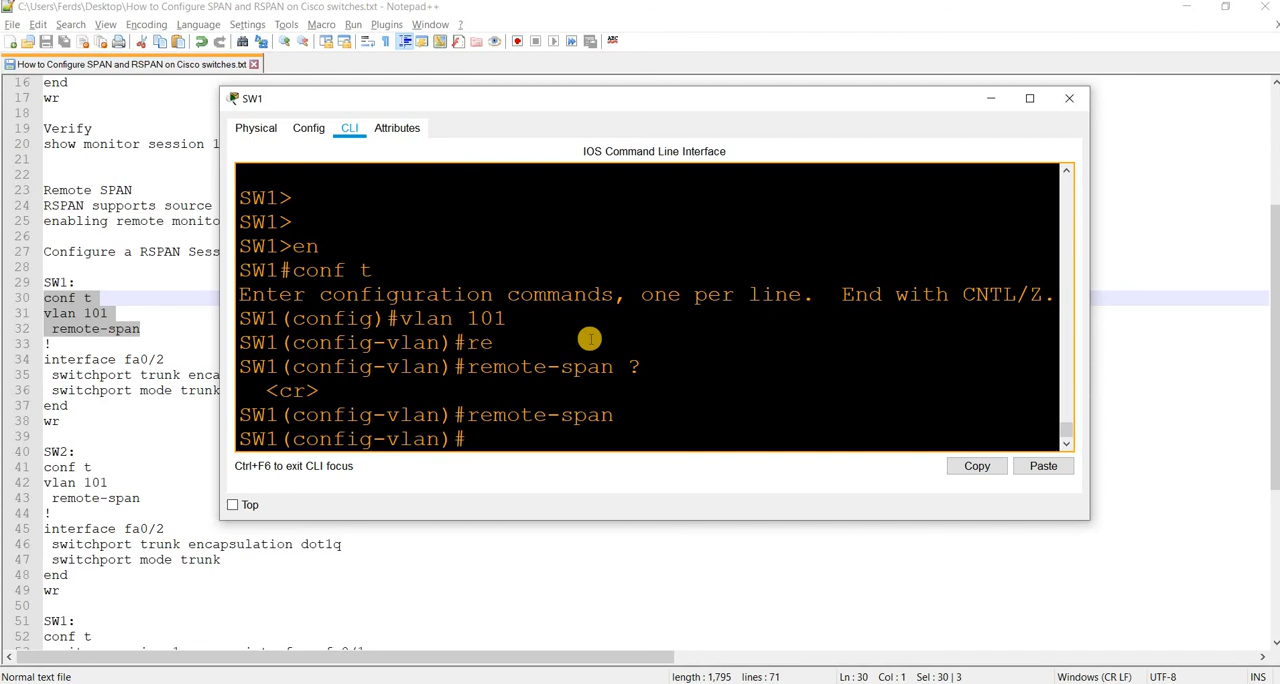 C:\Users\Ferds\Desktop\How to Configure SPAN and RSPAN on Cisco switches.txt - Notepad++
File Edit Search View Encoding Language Settings Tools Macro Run Plugins Window ?
How to Configure SPAN and RSPAN on Cisco switches.txt
16 end
17 wr
18
19 Verify
20 show monitor session 1
21
22
23 Remote SPAN
24 RSPAN supports source
25 enabling remote monito
26
27 Configure a RSPAN Sess
28
29 SW1:
30 conf t
31 vlan 101
32  remote-span
33 !
34 interface fa0/2
35  switchport trunk enca
36  switchport mode trunk
37 end
38 wr
39
40 SW2:
41 conf t
42 vlan 101
43  remote-span
44 !
45 interface fa0/2
46  switchport trunk encapsulation dot1q
47  switchport mode trunk
48 end
49 wr
50
51 SW1:
52 conf t
SW1
Physical Config CLI Attributes
IOS Command Line Interface
SW1>
SW1>
SW1>en
SW1#conf t
Enter configuration commands, one per line.  End with CNTL/Z.
SW1(config)#vlan 101
SW1(config-vlan)#re
SW1(config-vlan)#remote-span ?
  <cr>
SW1(config-vlan)#remote-span
SW1(config-vlan)#
Ctrl+F6 to exit CLI focus
Copy Paste
Top
Normal text file length : 1,795 lines : 71 Ln : 30 Col : 1 Sel : 30 | 3 Windows (CR LF) UTF-8 INS